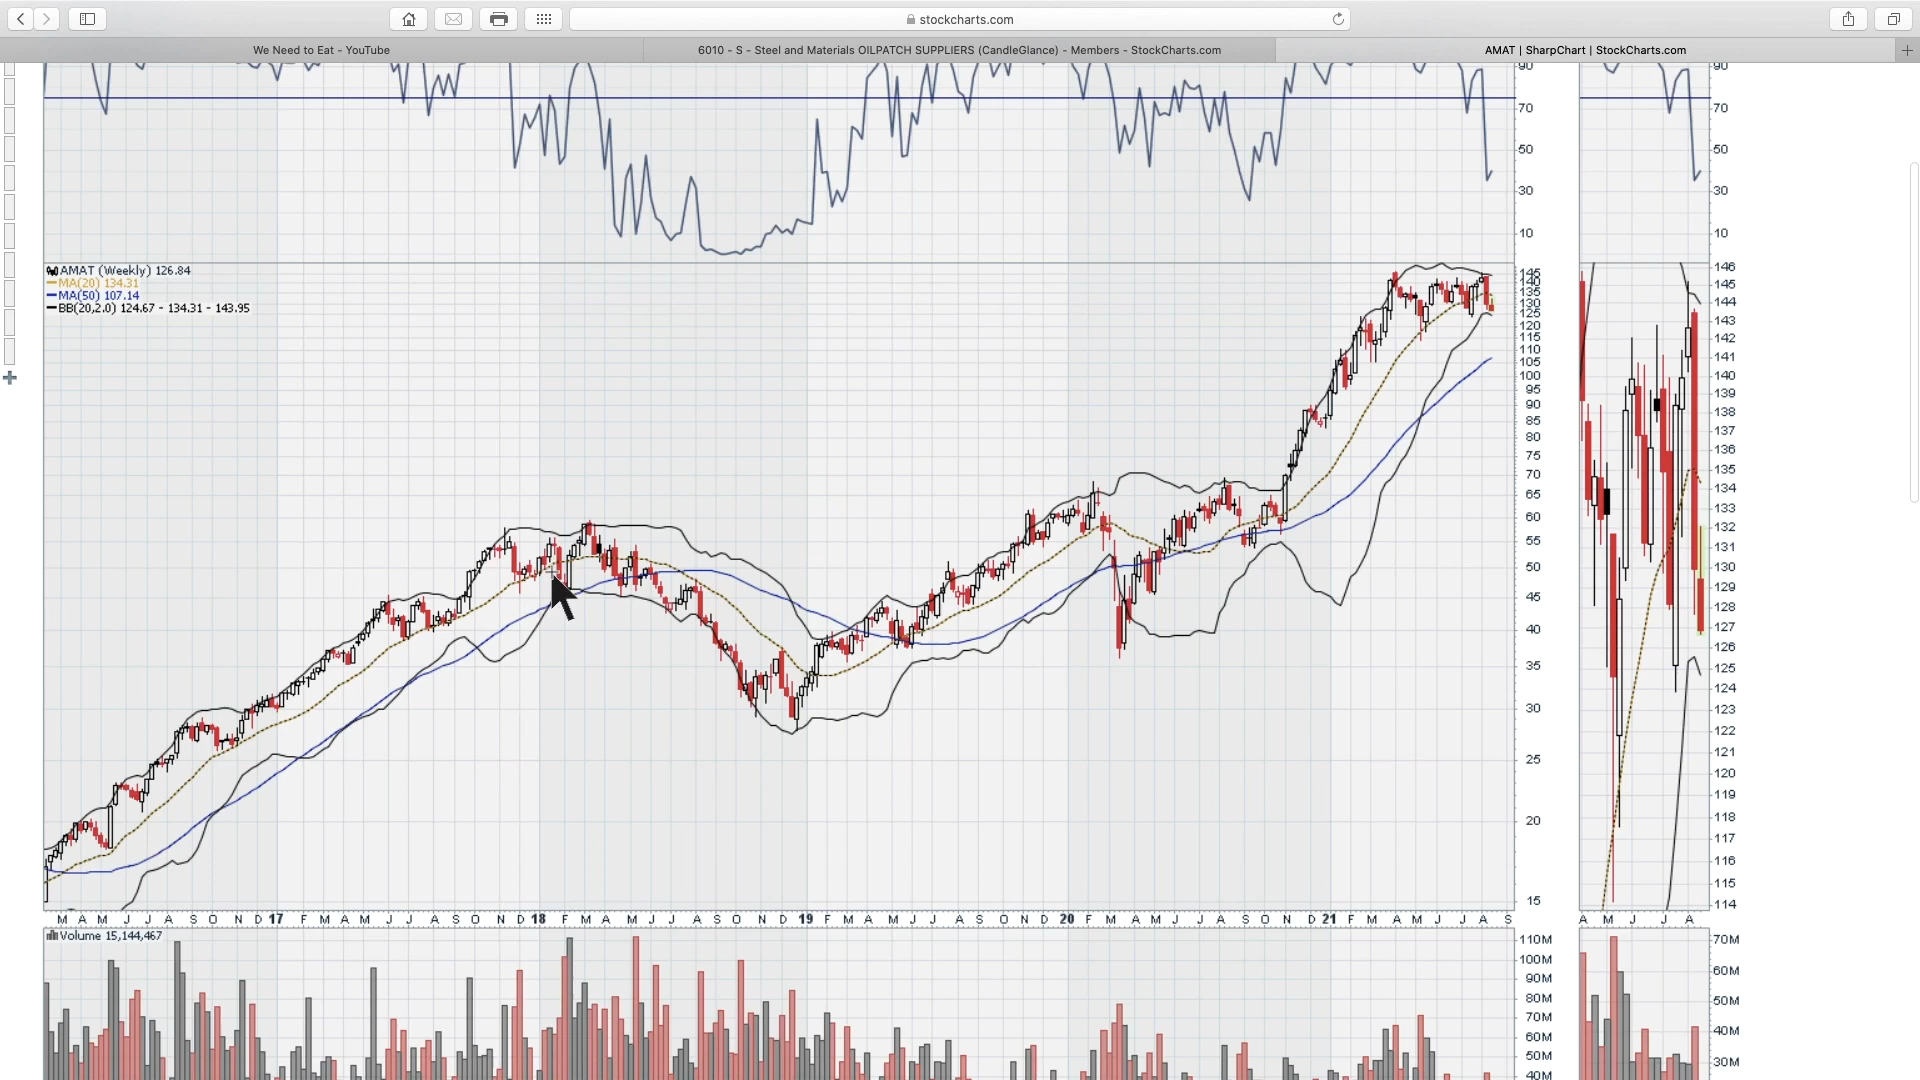 stockcharts.com
We Need to Eat - YouTube
6010 - S - Steel and Materials OILPATCH SUPPLIERS (CandleGlance) - Members - StockCharts.com
AMAT | SharpChart | StockCharts.com
90
70
50
30
10
90
70
50
30
10
AMAT (Weekly) 126.84
MA(20) 134.31
MA(50) 107.14
BB(20,2.0) 124.67 - 134.31 - 143.95
145
140
135
130
125
120
115
110
105
100
95
90
85
80
75
70
65
60
55
50
45
40
35
30
25
20
15
146
145
144
143
142
141
140
139
138
137
136
135
134
133
132
131
130
129
128
127
126
125
124
123
122
121
120
119
118
117
116
115
114
M A M J J A S O N D 17 F M A M J J A S O N D 18 F M A M J J A S O N D 19 F M A M J J A S O N D 20 F M A M J J A S O N D 21 F M A M J J A S
A M J J A
Volume 15,144,467
110M
100M
90M
80M
70M
60M
50M
40M
70M
60M
50M
40M
30M